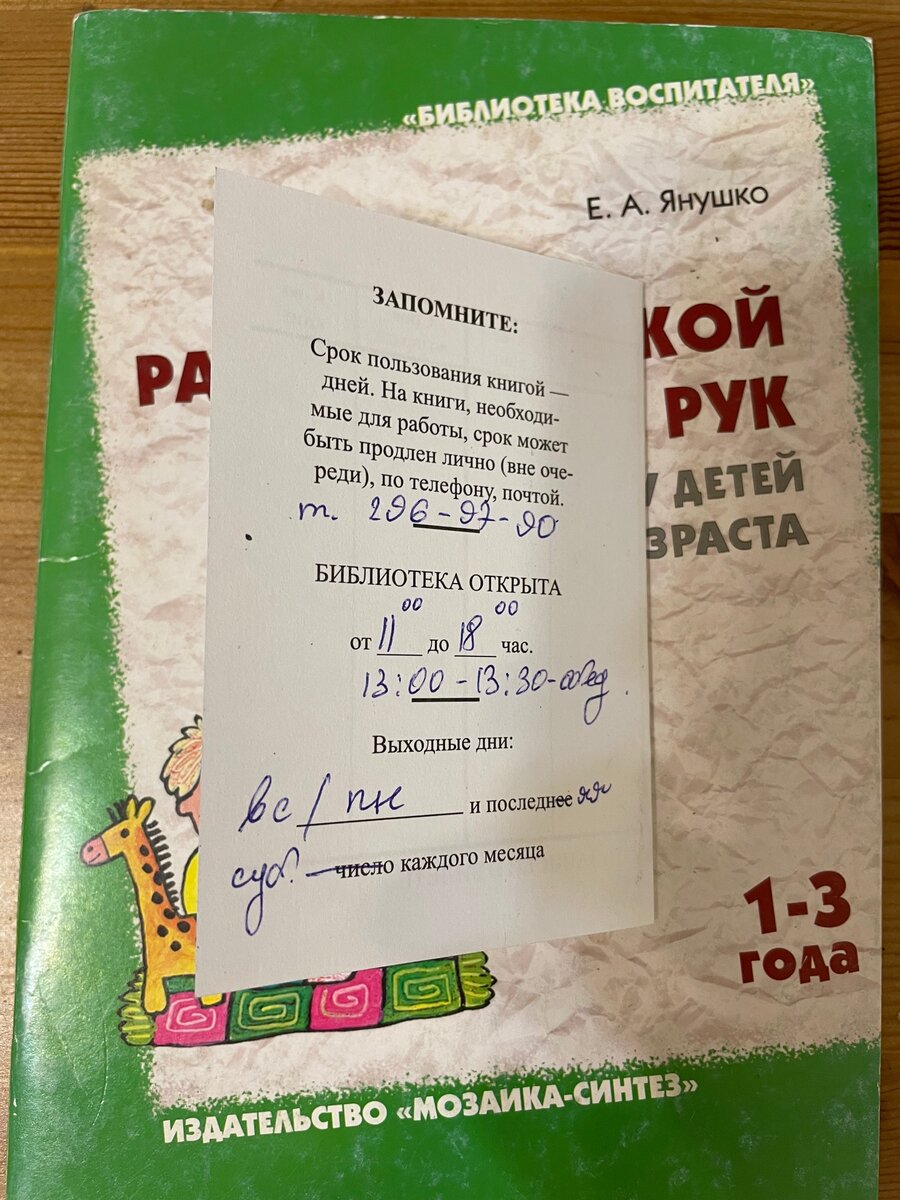 «БИБЛИОТЕКА ВОСПИТАТЕЛЯ»
Е. А. ЯНУШКО
КОЙ
РА РУК
У ДЕТЕЙ
ЗРАСТА
ЗАПОМНИТЕ:
Срок пользования книгой —
дней. На книги, необходи-
мые для работы, срок может
быть продлен лично (вне оче-
реди), по телефону, почтой.
т. 296-97-90
БИБЛИОТЕКА ОТКРЫТА
от 11 00 до 18 00 час.
13:00 - 13:30 - обед
Выходные дни:
вс / пн и последнее яя
суб. число каждого месяца
1-3
года
ИЗДАТЕЛЬСТВО «МОЗАИКА-СИНТЕЗ»